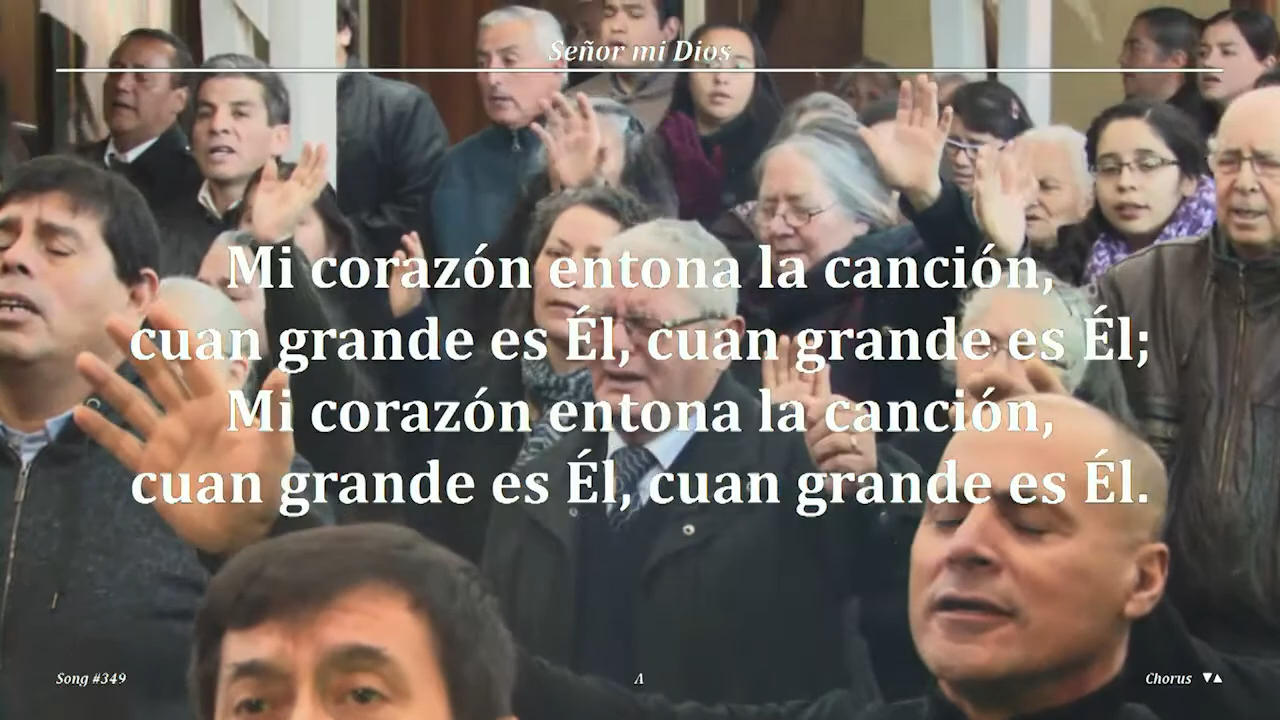 Señor mi Dios
Mi corazón entona la canción,
cuan grande es Él, cuan grande es Él;
Mi corazón entona la canción,
cuan grande es Él, cuan grande es Él.
Song #349
Λ
Chorus ▼▲